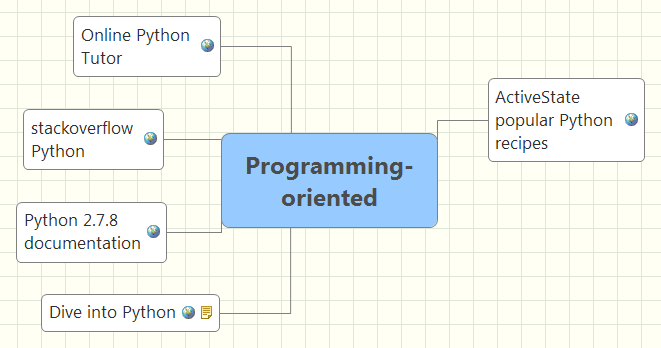 Online Python
Tutor
stackoverflow
Python
Python 2.7.8
documentation
Dive into Python
Programming-
oriented
ActiveState
popular Python
recipes